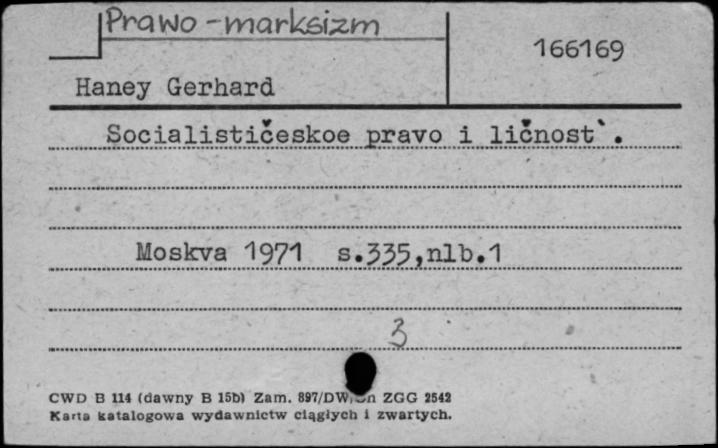 Prawo - marksizm
166169
Haney Gerhard
Socialističeskoe pravo i ličnost`.
Moskva 1971 s.335,nlb.1
3
CWD B 114 (dawny B 15b) Zam. 897/DW/ ZGG 2542
Karta katalogowa wydawnictw ciągłych i zwartych.